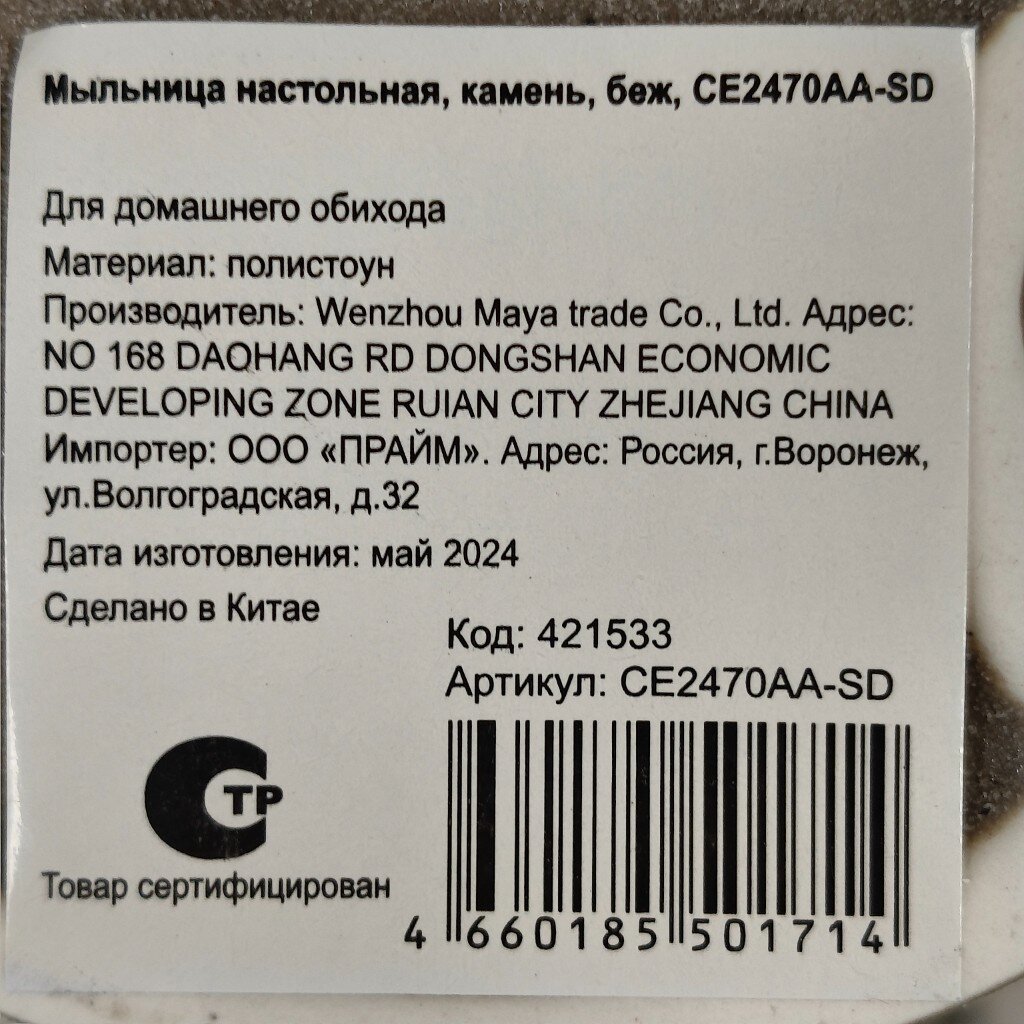 Мыльница настольная, камень, беж, CE2470AA-SD
Для домашнего обихода
Материал: полистоун
Производитель: Wenzhou Maya trade Co., Ltd. Адрес:
NO 168 DAOHANG RD DONGSHAN ECONOMIC
DEVELOPING ZONE RUIAN CITY ZHEJIANG CHINA
Импортер: ООО «ПРАЙМ». Адрес: Россия, г.Воронеж,
ул.Волгоградская, д.32
Дата изготовления: май 2024
Сделано в Китае
Код: 421533
Артикул: CE2470AA-SD
СТР
Товар сертифицирован
4 660185 501714